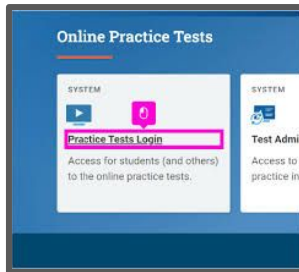 Online Practice Tests
SYSTEM
Practice Tests Login
Access for students (and others)
to the online practice tests.
SYSTEM
Test Admi
Access to
practice in